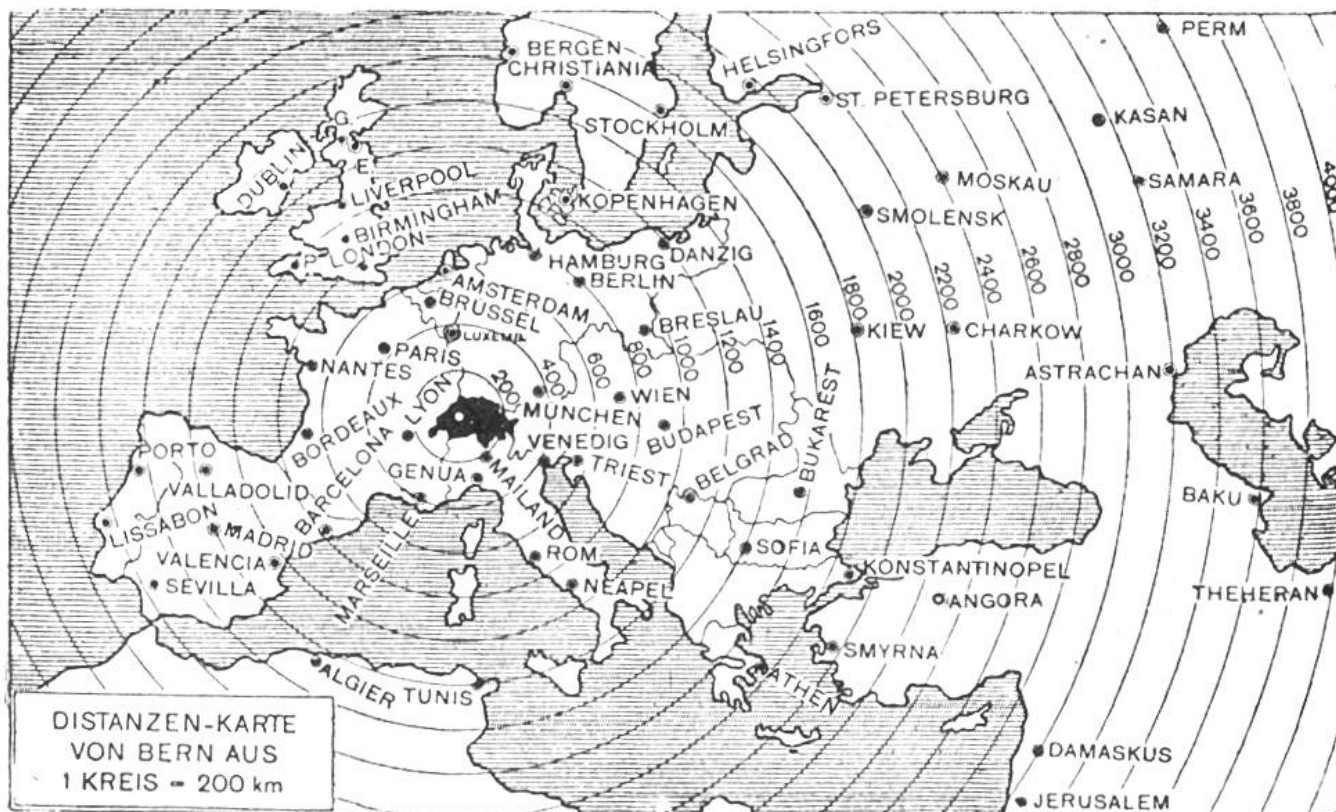 BERGEN
CHRISTIANIA
HELSINGFORS
PERM
ST. PETERSBURG
KASAN
STOCKHOLM
G.
E.
DUBLIN
LIVERPOOL
MOSKAU
SAMARA
BIRMINGHAM
KOPENHAGEN
SMOLENSK
P.
LONDON
HAMBURG
DANZIG
BERLIN
AMSTERDAM
BRÜSSEL
BRESLAU
KIEW
CHARKOW
LUXEMB.
PARIS
NANTES
ASTRACHAN
200
400
600
800
1000
1200
1400
1600
1800
2000
2200
2400
2600
2800
3000
3200
3400
3600
3800
4000
WIEN
MÜNCHEN
BUDAPEST
BORDEAUX
LYON
VENEDIG
TRIEST
BELGRAD
BUKAREST
PORTO
VALLADOLID
BARCELONA
GENUA
MAILAND
BAKU
LISSABON
MADRID
VALENCIA
SEVILLA
MARSEILLE
ROM
NEAPEL
SOFIA
KONSTANTINOPEL
ANGORA
THEHERAN
SMYRNA
ATHEN
ALGIER
TUNIS
DAMASKUS
JERUSALEM
DISTANZEN-KARTE
VON BERN AUS
1 KREIS = 200 km